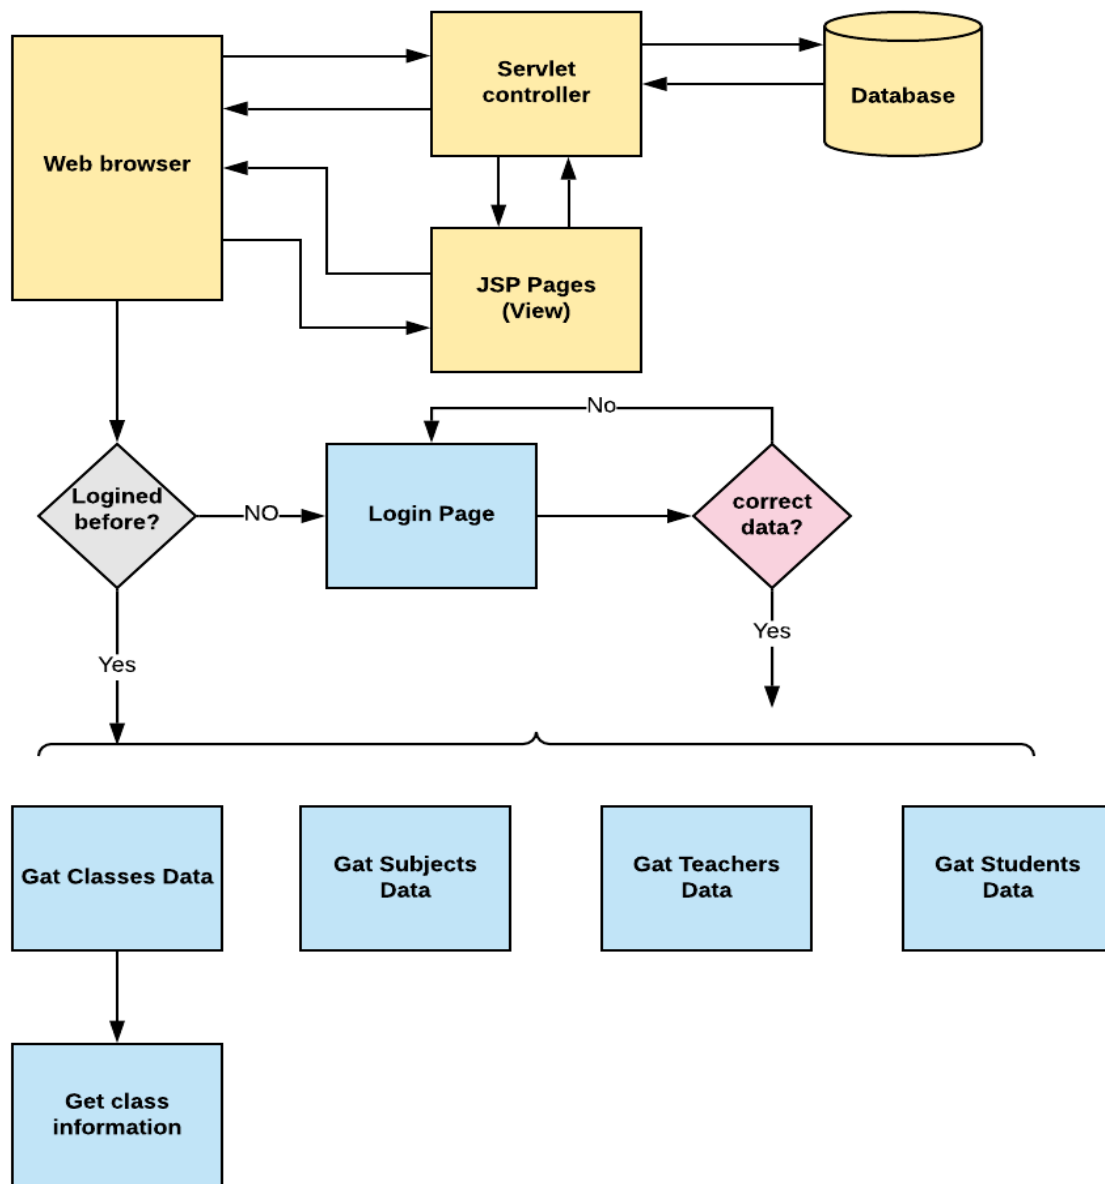 Servlet
controller
Database
Web browser
JSP Pages
(View)
No
Logined
before?
NO
Login Page
correct
data?
Yes
Yes
Gat Classes Data
Gat Subjects
Data
Gat Teachers
Data
Gat Students
Data
Get class
information